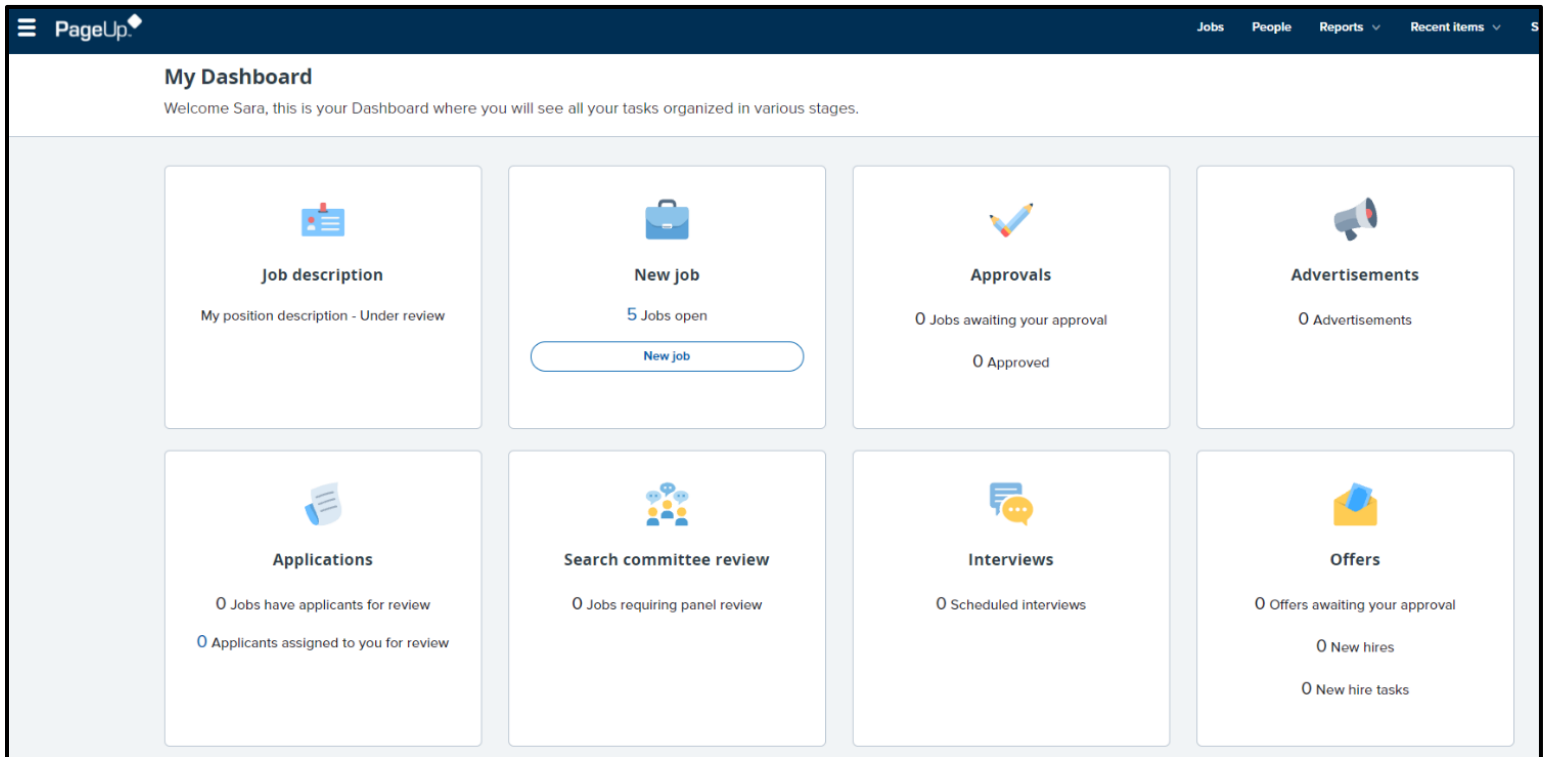 PageUp
Jobs People Reports Recent items S
My Dashboard
Welcome Sara, this is your Dashboard where you will see all your tasks organized in various stages.
Job description
My position description - Under review
New job
5 Jobs open
New job
Approvals
0 Jobs awaiting your approval
0 Approved
Advertisements
0 Advertisements
Applications
0 Jobs have applicants for review
0 Applicants assigned to you for review
Search committee review
0 Jobs requiring panel review
Interviews
0 Scheduled interviews
Offers
0 Offers awaiting your approval
0 New hires
0 New hire tasks